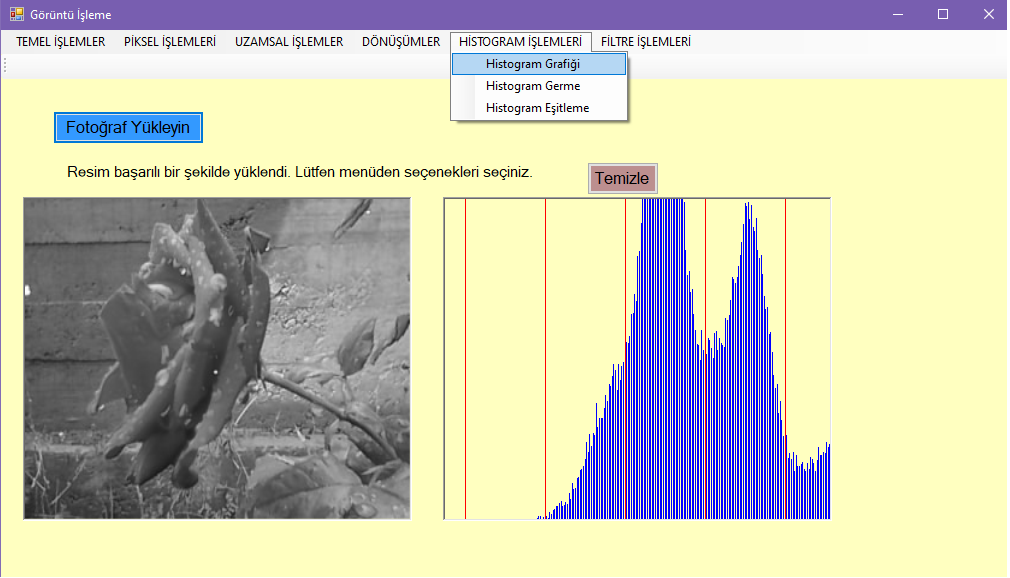 Görüntü İşleme
TEMEL İŞLEMLER PİKSEL İŞLEMLERİ UZAMSAL İŞLEMLER DÖNÜŞÜMLER HİSTOGRAM İŞLEMLERİ FİLTRE İŞLEMLERİ
Histogram Grafiği
Histogram Germe
Histogram Eşitleme
Fotoğraf Yükleyin
Resim başarılı bir şekilde yüklendi. Lütfen menüden seçenekleri seçiniz.
Temizle